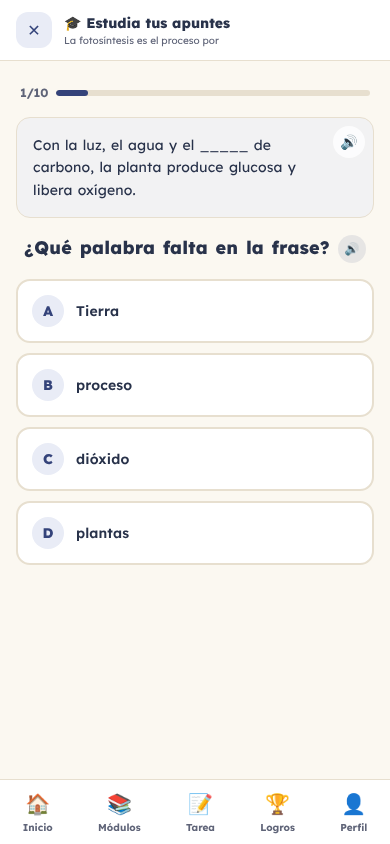 🎓 Estudia tus apuntes
La fotosíntesis es el proceso por
1/10
Con la luz, el agua y el _____ de
carbono, la planta produce glucosa y
libera oxígeno.
¿Qué palabra falta en la frase?
A Tierra
B proceso
C dióxido
D plantas
Inicio Módulos Tarea Logros Perfil